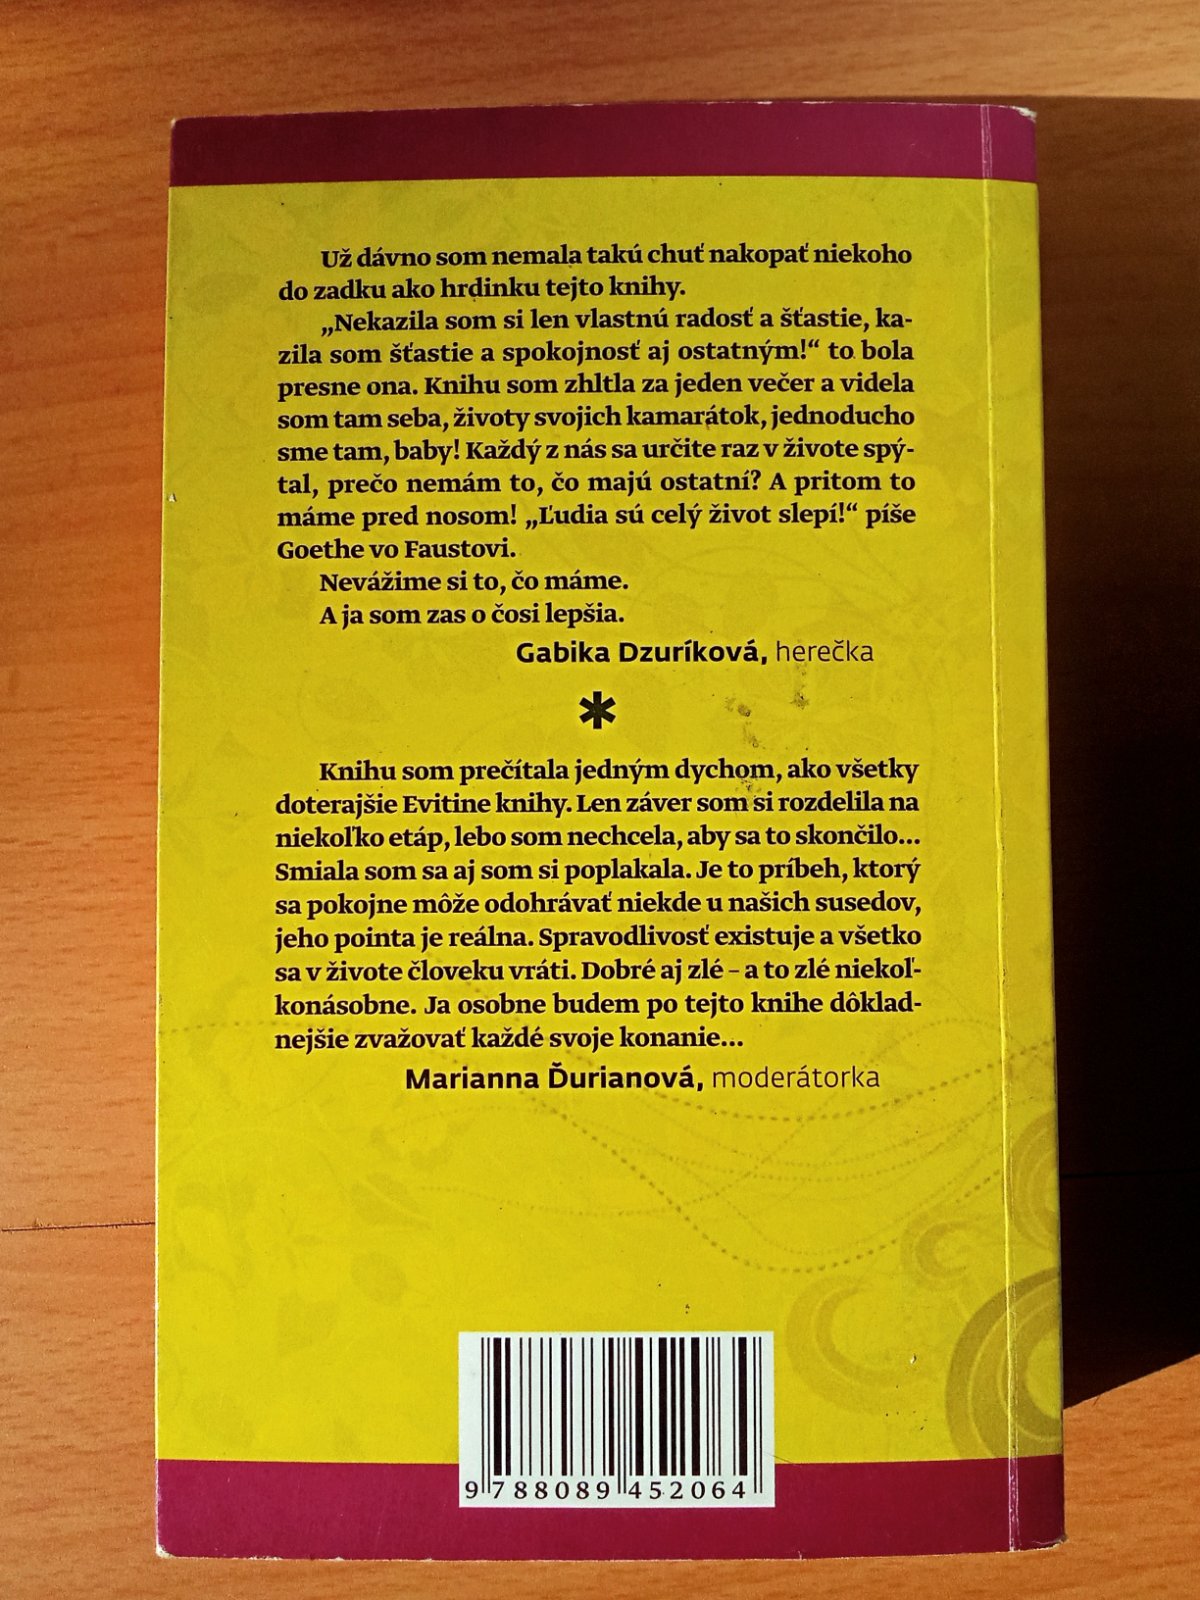 Už dávno som nemala takú chuť nakopať niekoho
do zadku ako hrdinku tejto knihy.
„Nekazila som si len vlastnú radosť a šťastie, ka-
zila som šťastie a spokojnosť aj ostatným!“ to bola
presne ona. Knihu som zhltla za jeden večer a videla
som tam seba, životy svojich kamarátok, jednoducho
sme tam, baby! Každý z nás sa určite raz v živote spý-
tal, prečo nemám to, čo majú ostatní? A pritom to
máme pred nosom! „Ľudia sú celý život slepí!“ píše
Goethe vo Faustovi.
Nevážime si to, čo máme.
A ja som zas o čosi lepšia.
Gabika Dzuríková, herečka
*
Knihu som prečítala jedným dychom, ako všetky
doterajšie Evitine knihy. Len záver som si rozdelila na
niekoľko etáp, lebo som nechcela, aby sa to skončilo...
Smiala som sa aj som si poplakala. Je to príbeh, ktorý
sa pokojne môže odohrávať niekde u našich susedov,
jeho pointa je reálna. Spravodlivosť existuje a všetko
sa v živote človeku vráti. Dobré aj zlé – a to zlé niekoľ-
konásobne. Ja osobne budem po tejto knihe dôklad-
nejšie zvažovať každé svoje konanie...
Marianna Ďurianová, moderátorka
9 788089 452064